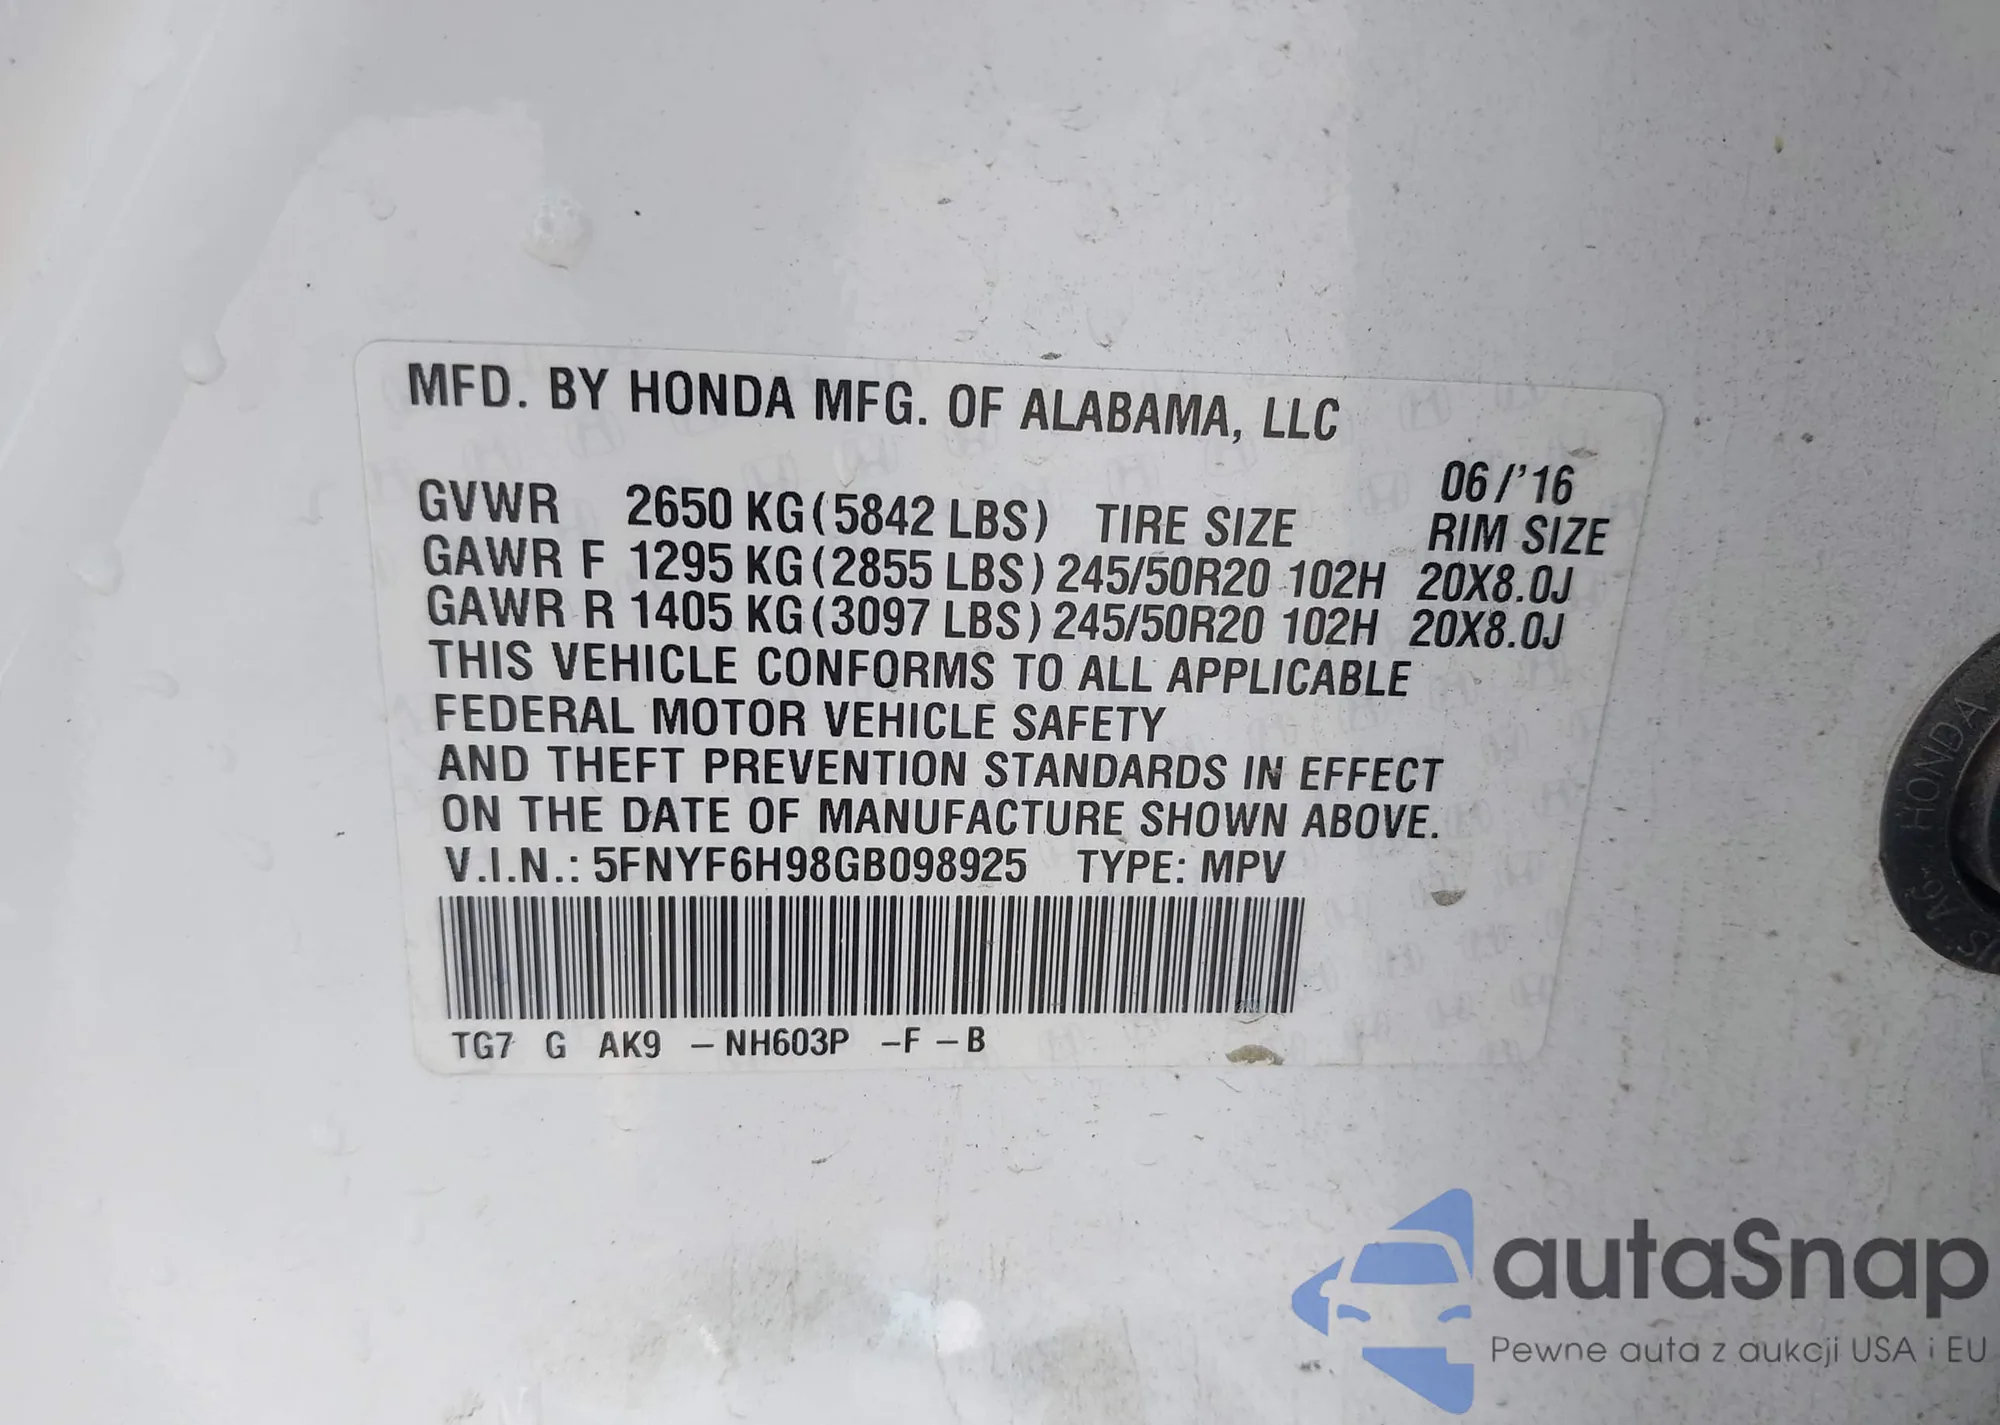 MFD. BY HONDA MFG. OF ALABAMA, LLC
06/'16
GVWR 2650 KG (5842 LBS) TIRE SIZE RIM SIZE
GAWR F 1295 KG (2855 LBS) 245/50R20 102H 20X8.0J
GAWR R 1405 KG (3097 LBS) 245/50R20 102H 20X8.0J
THIS VEHICLE CONFORMS TO ALL APPLICABLE
FEDERAL MOTOR VEHICLE SAFETY
AND THEFT PREVENTION STANDARDS IN EFFECT
ON THE DATE OF MANUFACTURE SHOWN ABOVE.
V.I.N.: 5FNYF6H98GB098925 TYPE: MPV
TG7 G AK9 – NH603P –F – B
HONDA
autaSnap
Pewne auta z aukcji USA i EU